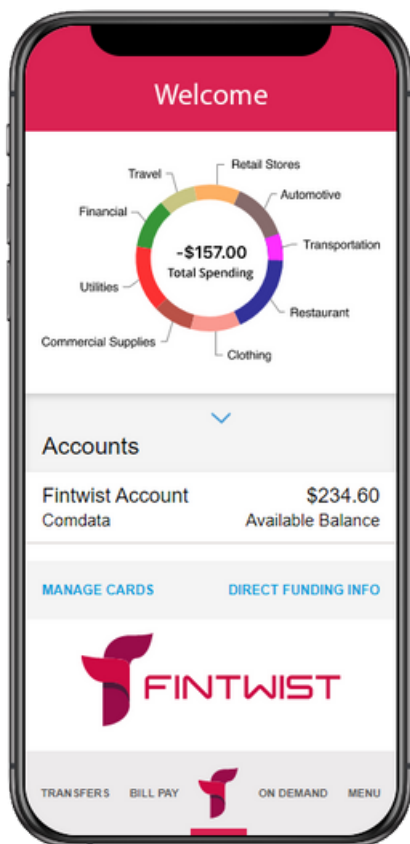 Welcome
Travel
Retail Stores
Financial
Automotive
-$157.00
Total Spending
Transportation
Utilities
Restaurant
Commercial Supplies
Clothing
Accounts
Fintwist Account $234.60
Comdata Available Balance
MANAGE CARDS DIRECT FUNDING INFO
FINTWIST
TRANSFERS BILL PAY ON DEMAND MENU